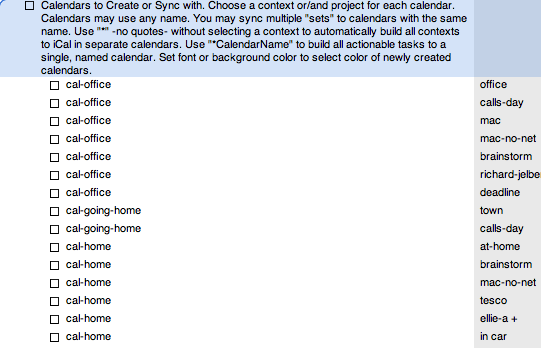 Calendars to Create or Sync with. Choose a context or/and project for each calendar.
Calendars may use any name. You may sync multiple "sets" to calendars with the same
name. Use "*" -no quotes- without selecting a context to automatically build all contexts
to iCal in separate calendars. Use "*CalendarName" to build all actionable tasks to a
single, named calendar. Set font or background color to select color of newly created
calendars.
cal-office office
cal-office calls-day
cal-office mac
cal-office mac-no-net
cal-office brainstorm
cal-office richard-jelbe
cal-office deadline
cal-going-home town
cal-going-home calls-day
cal-home at-home
cal-home brainstorm
cal-home mac-no-net
cal-home tesco
cal-home ellie-a +
cal-home in car